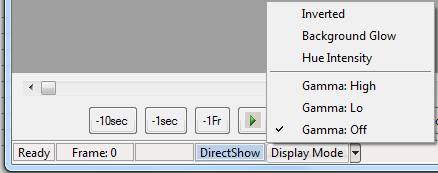 Inverted
Background Glow
Hue Intensity
Gamma: High
Gamma: Lo
Gamma: Off
-10sec -1sec -1Fr
Ready Frame: 0 DirectShow Display Mode